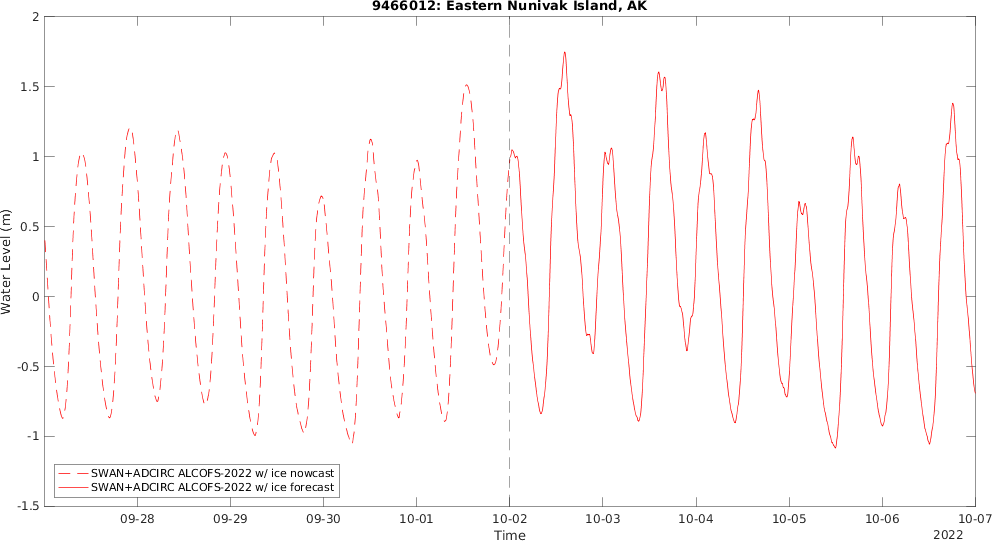 9466012: Eastern Nunivak Island, AK
Water Level (m)
2
1.5
1
0.5
0
-0.5
-1
-1.5
SWAN+ADCIRC ALCOFS-2022 w/ ice nowcast
SWAN+ADCIRC ALCOFS-2022 w/ ice forecast
09-28 09-29 09-30 10-01 10-02 10-03 10-04 10-05 10-06 10-07
Time
2022